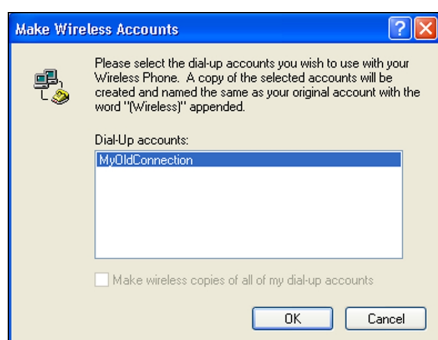 Make Wireless Accounts
Please select the dial-up accounts you wish to use with your
Wireless Phone. A copy of the selected accounts will be
created and named the same as your original account with the
word "(Wireless)" appended.
Dial-Up accounts:
MyOldConnection
Make wireless copies of all of my dial-up accounts
OK Cancel